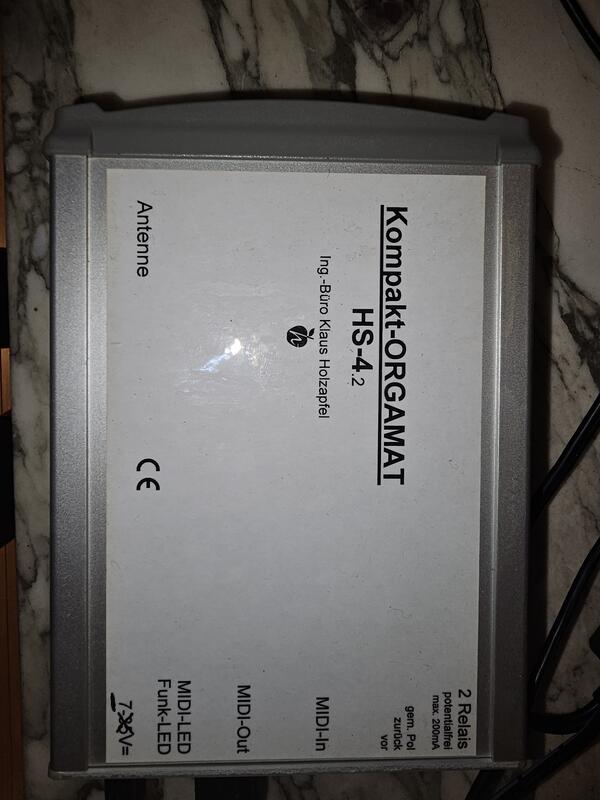 Kompakt-ORGAMAT
HS-4.2
Ing.-Büro Klaus Holzapfel
h
Antenne
CE
2 Relais
potentialfrei
max. 200mA
gem. Pol
zurück
vor
MIDI-In
MIDI-Out
MIDI-LED
Funk-LED